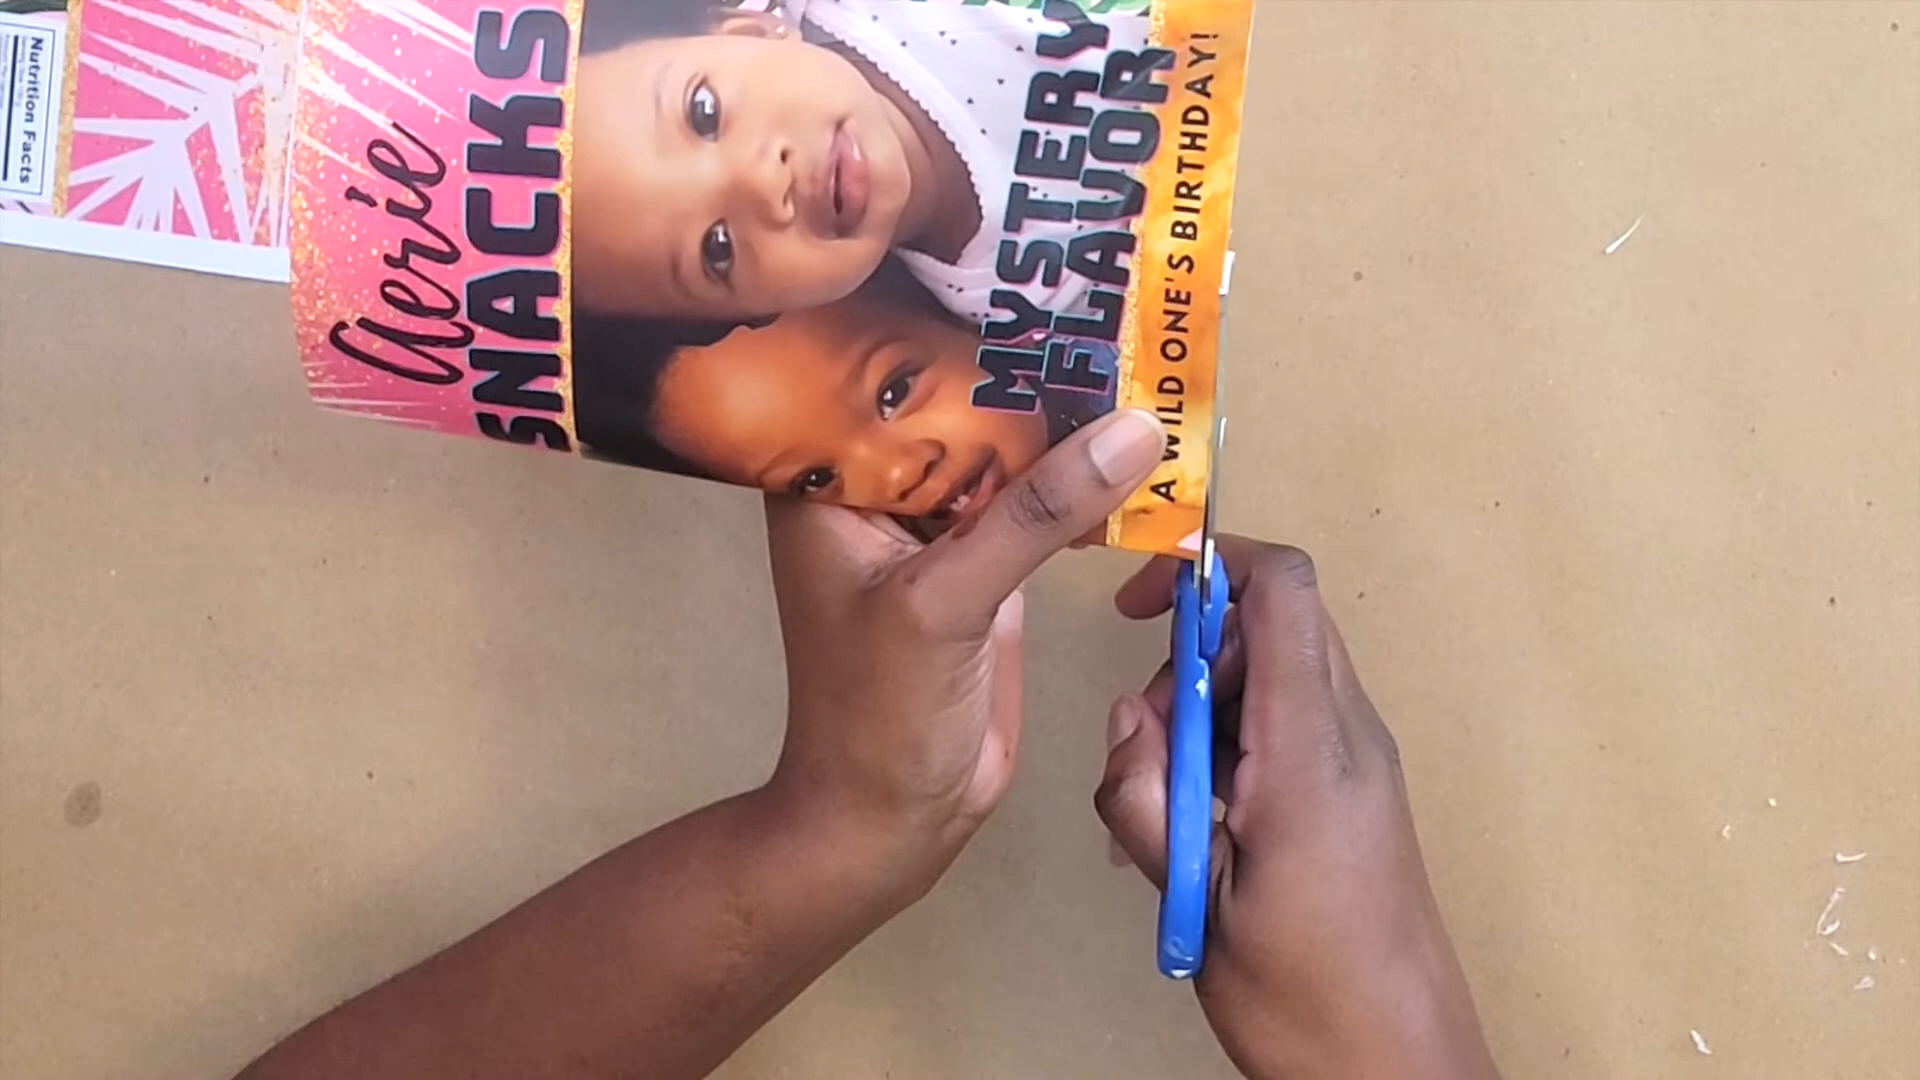 Nutrition Facts
Aerie
SNACKS
MYSTERY
FLAVOR
A WILD ONE'S BIRTHDAY!